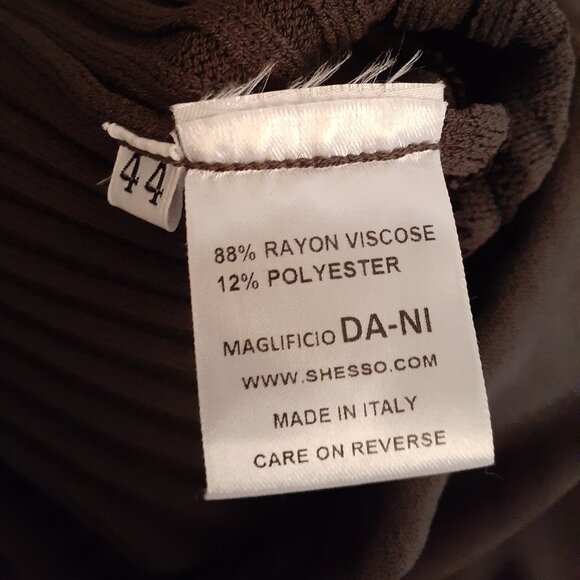 44
88% RAYON VISCOSE
12% POLYESTER
MAGLIFICIO DA-NI
WWW.SHESSO.COM
MADE IN ITALY
CARE ON REVERSE